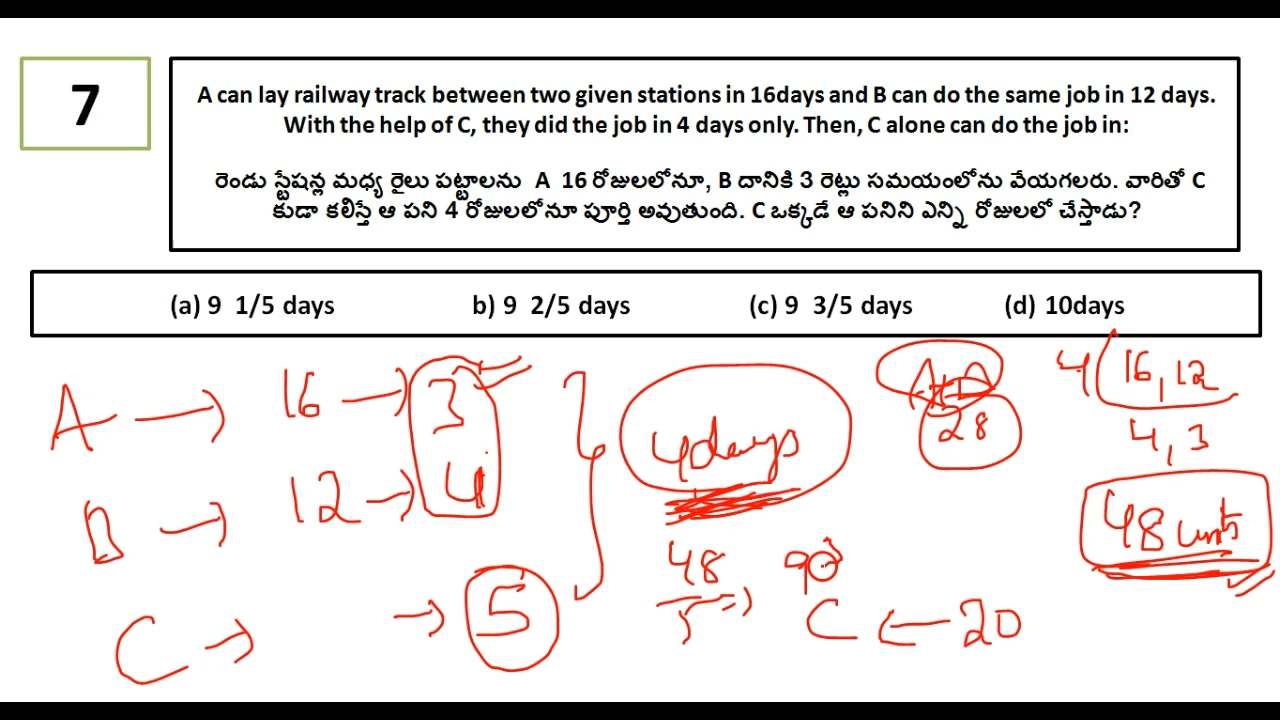 7
A can lay railway track between two given stations in 16days and B can do the same job in 12 days.
With the help of C, they did the job in 4 days only. Then, C alone can do the job in:
రెండు స్టేషన్ల మధ్య రైలు పట్టాలను A 16 రోజులలోనూ, B దానికి 3 రెట్లు సమయంలోను వేయగలరు. వారితో C
కుడా కలిస్తే ఆ పని 4 రోజులలోనూ పూర్తి అవుతుంది. C ఒక్కడే ఆ పనిని ఎన్ని రోజులలో చేస్తాడు?
(a) 9 1/5 days b) 9 2/5 days (c) 9 3/5 days (d) 10days
A → 16 → 3
B → 12 → 4
C → → 5
4days
28
4 16, 12
4, 3
48 units
48
5
C ← 20